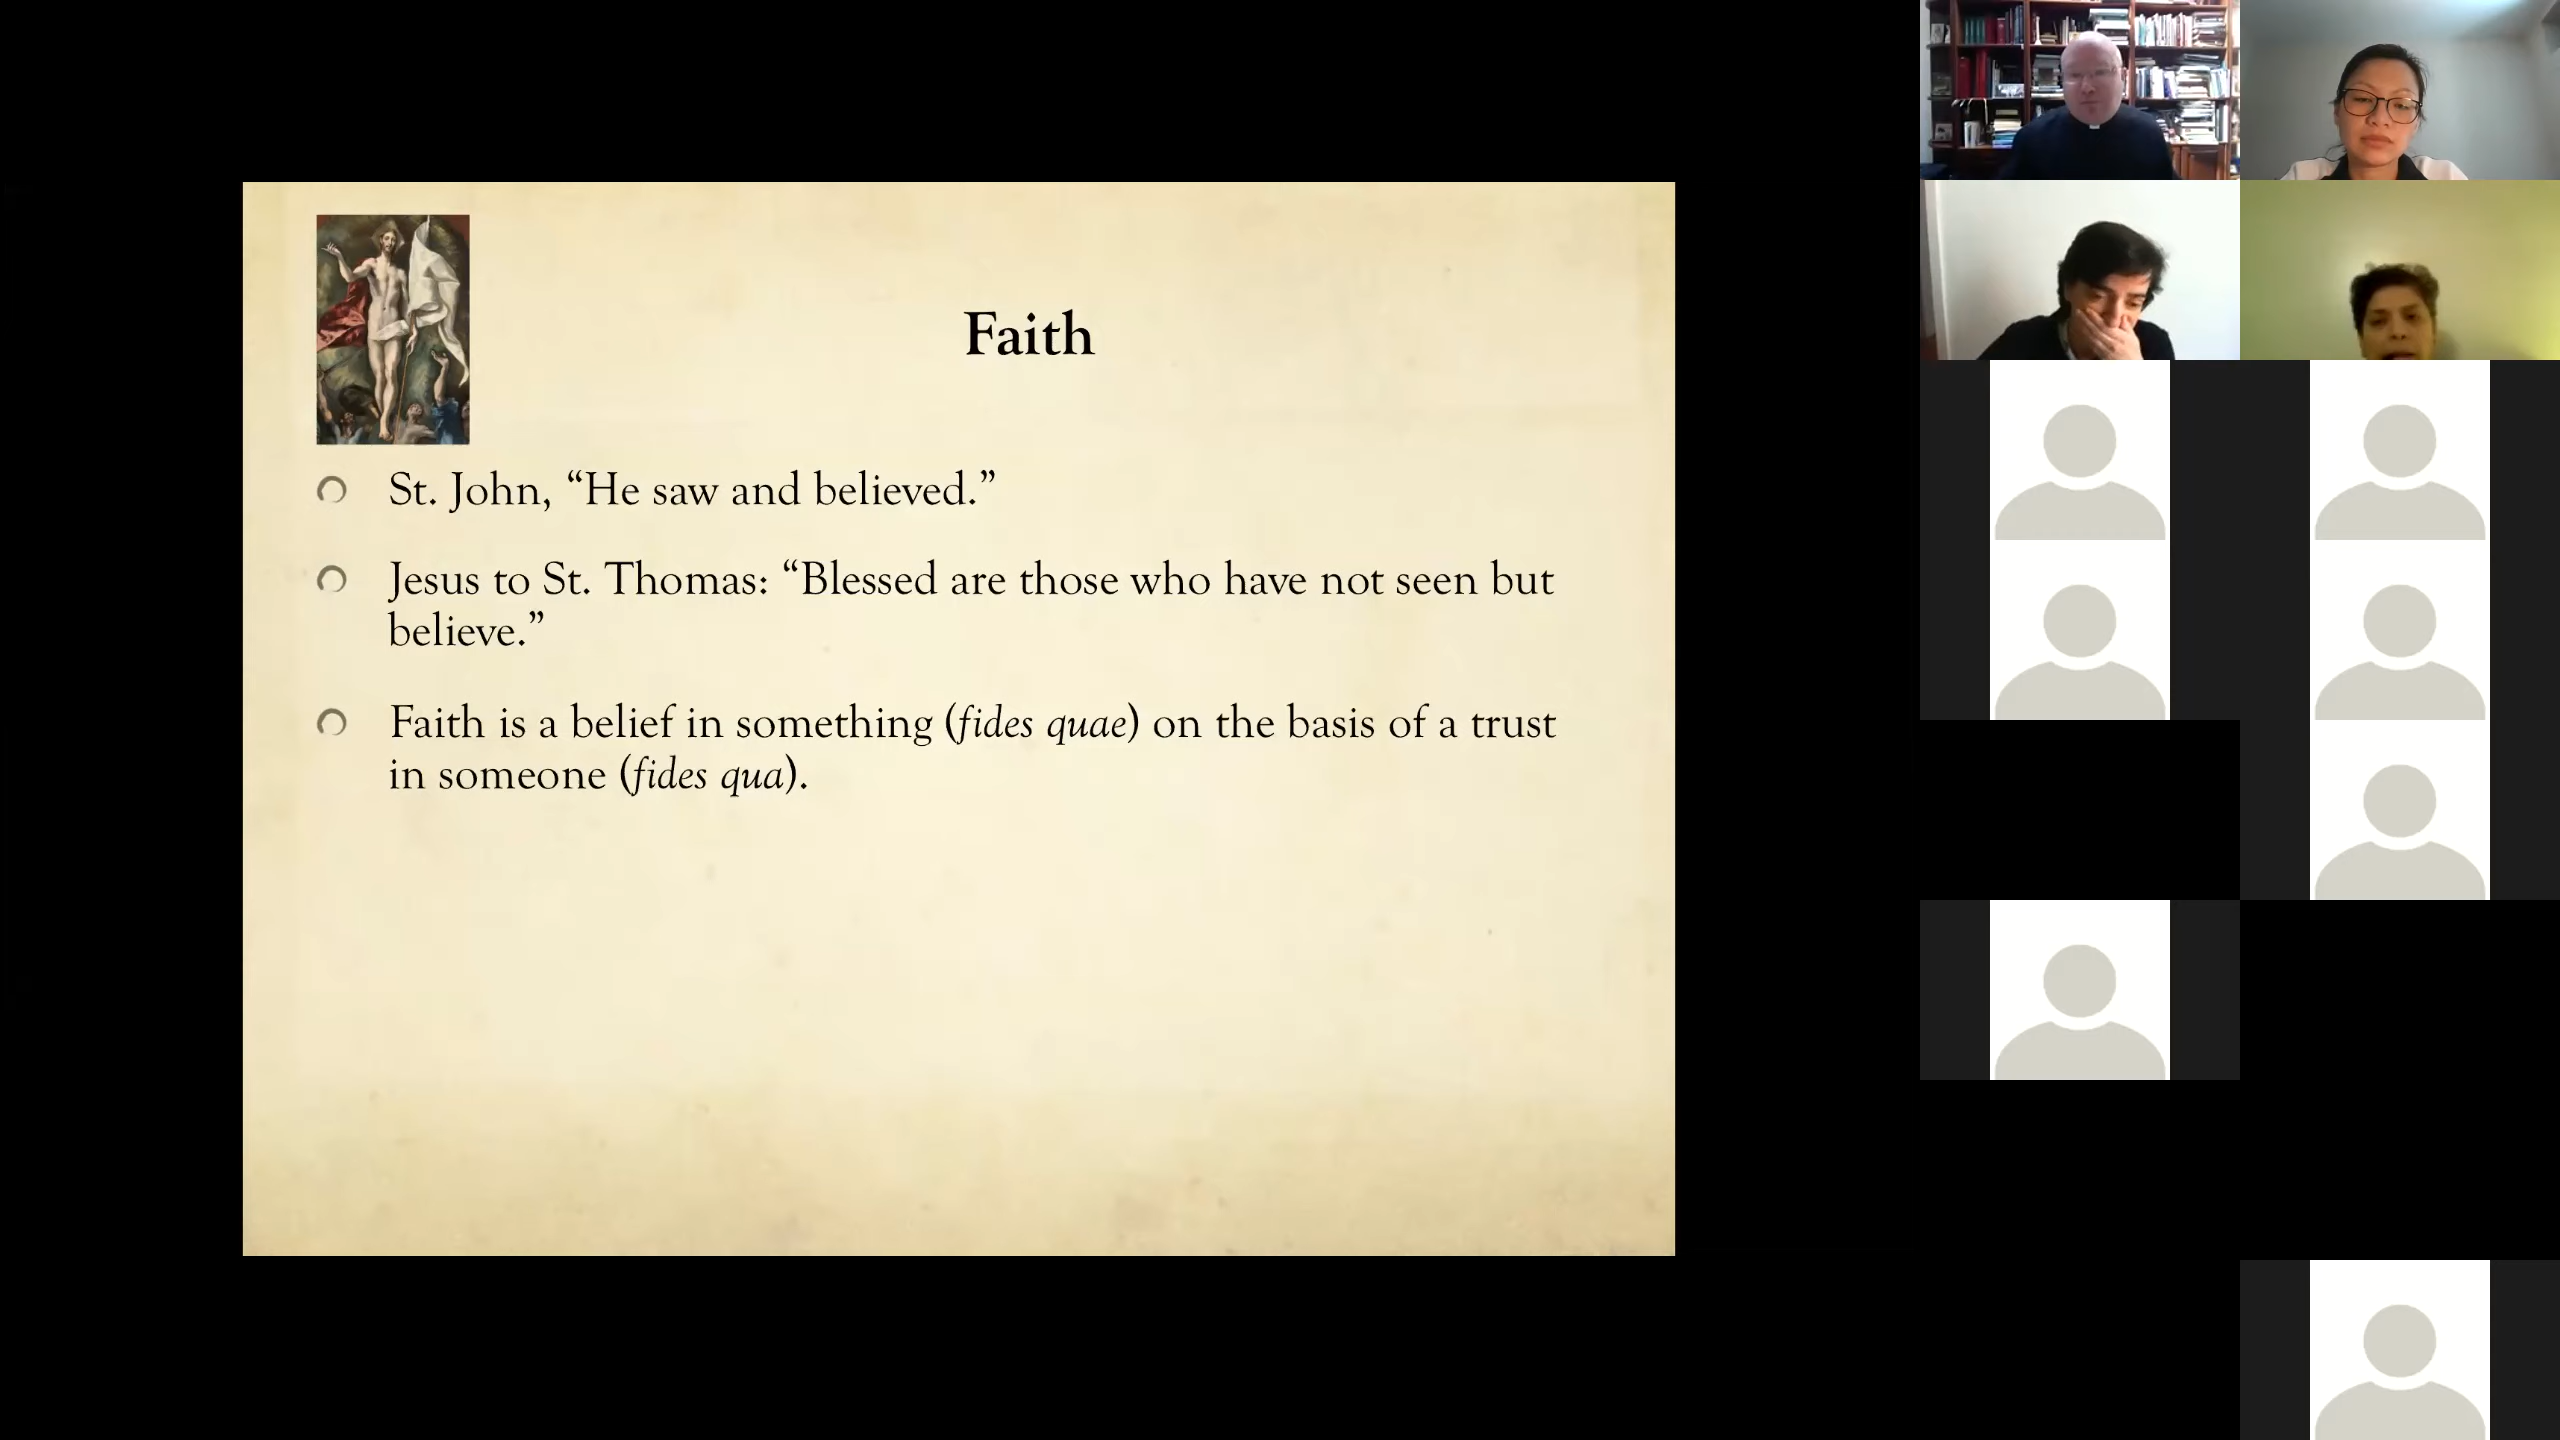 Faith
St. John, “He saw and believed.”
Jesus to St. Thomas: “Blessed are those who have not seen but
believe.”
Faith is a belief in something (fides quae) on the basis of a trust
in someone (fides qua).